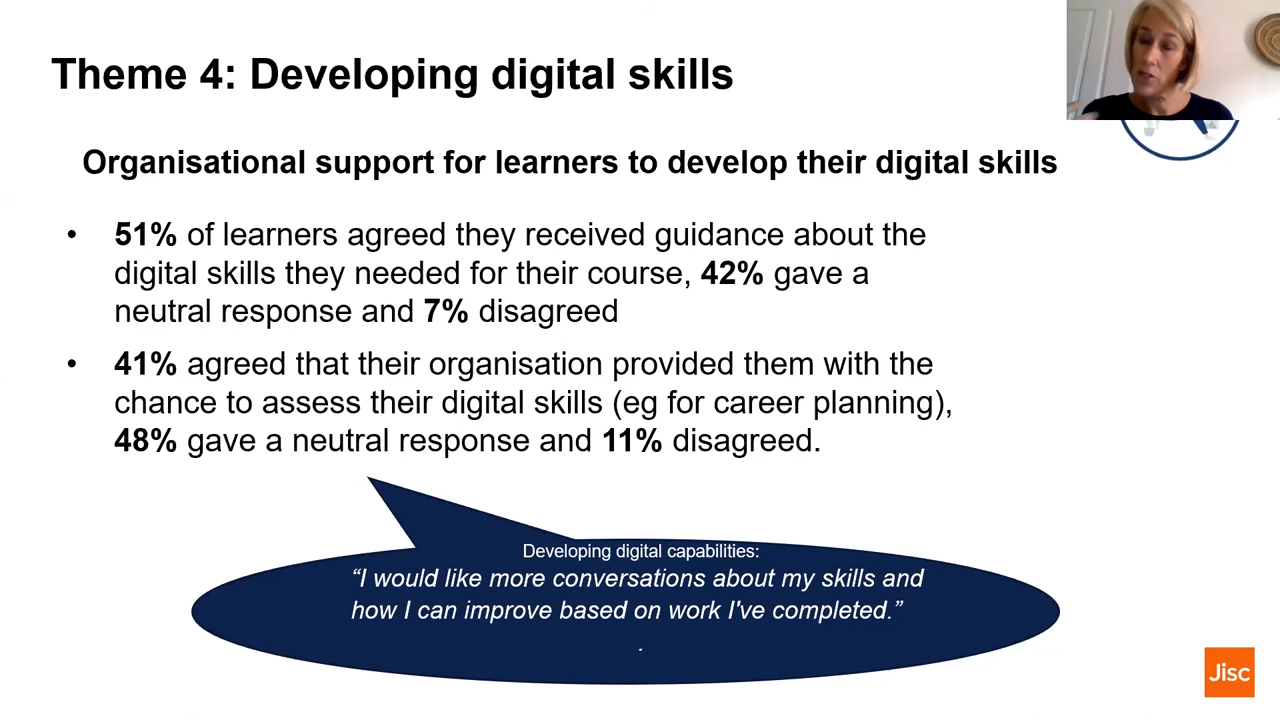 Theme 4: Developing digital skills
Organisational support for learners to develop their digital skills
• 51% of learners agreed they received guidance about the
digital skills they needed for their course, 42% gave a
neutral response and 7% disagreed
• 41% agreed that their organisation provided them with the
chance to assess their digital skills (eg for career planning),
48% gave a neutral response and 11% disagreed.
Developing digital capabilities:
“I would like more conversations about my skills and
how I can improve based on work I've completed.”
.
Jisc